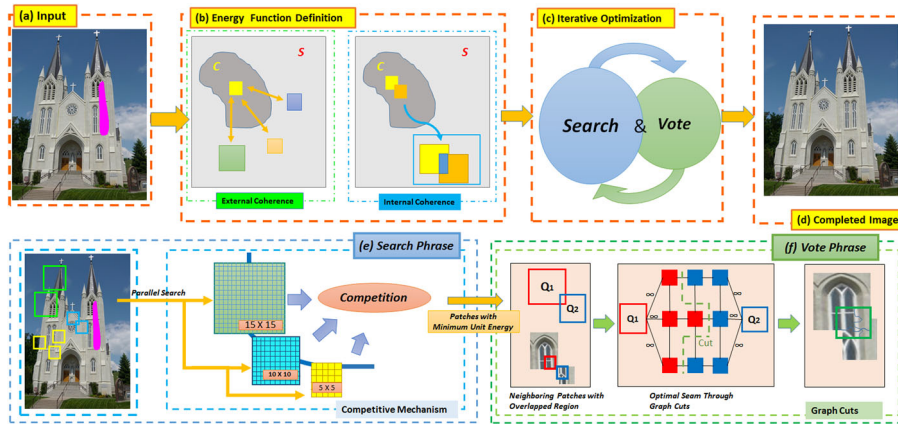 (a) Input
(b) Energy Function Definition
S
C
External Coherence
S
C
Internal Coherence
(c) Iterative Optimization
Search & Vote
(d) Completed Image
(e) Search Phrase
Parallel Search
15 X 15
10 X 10
5 X 5
Competition
Competitive Mechanism
Patches with
Minimum Unit Energy
(f) Vote Phrase
Q1
Q2
Neighboring Patches with
Overlapped Region
Q1
∞
∞
∞
Cut
∞
∞
∞
Q2
Optimal Seam Through
Graph Cuts
Graph Cuts